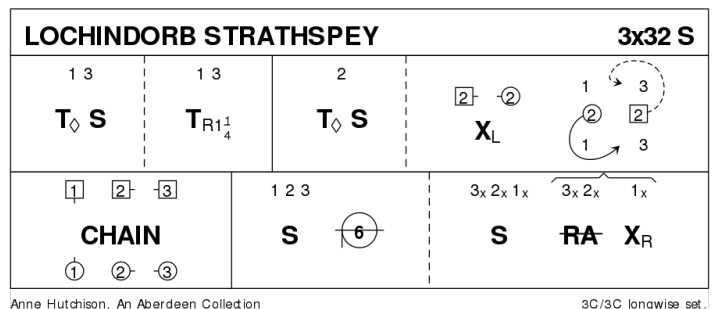 LOCHINDORB STRATHSPEY 3x32 S
1 3 1 3 2
T◊ S TR1¼ T◊ S 2 2 XL 1 3 2 2 1 3
1 2 3 1 2 3 3x 2x 1x 3x 2x 1x
CHAIN S 6 S RA XR
1 2 3
Anne Hutchison, An Aberdeen Collection 3C/3C longwise set.